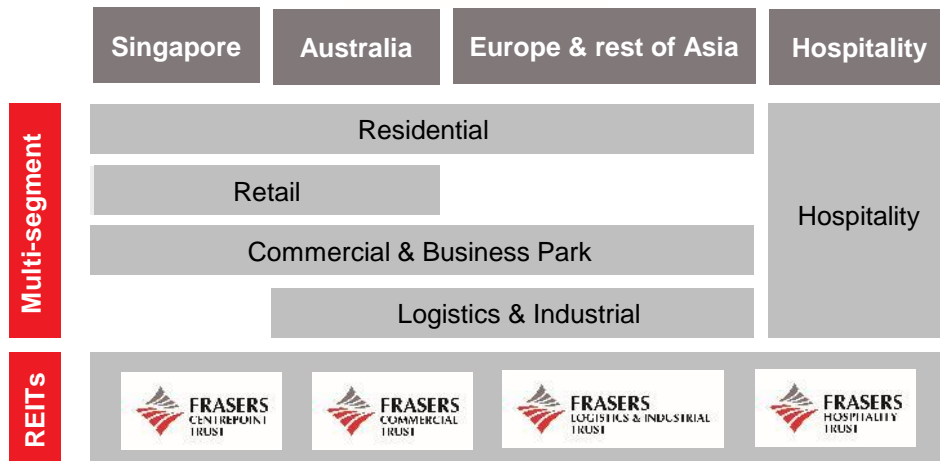 Singapore
Australia
Europe & rest of Asia
Hospitality
Multi-segment
Residential
Retail
Commercial & Business Park
Logistics & Industrial
Hospitality
REITs
FRASERS
CENTREPOINT
TRUST
FRASERS
COMMERCIAL
TRUST
FRASERS
LOGISTICS & INDUSTRIAL
TRUST
FRASERS
HOSPITALITY
TRUST